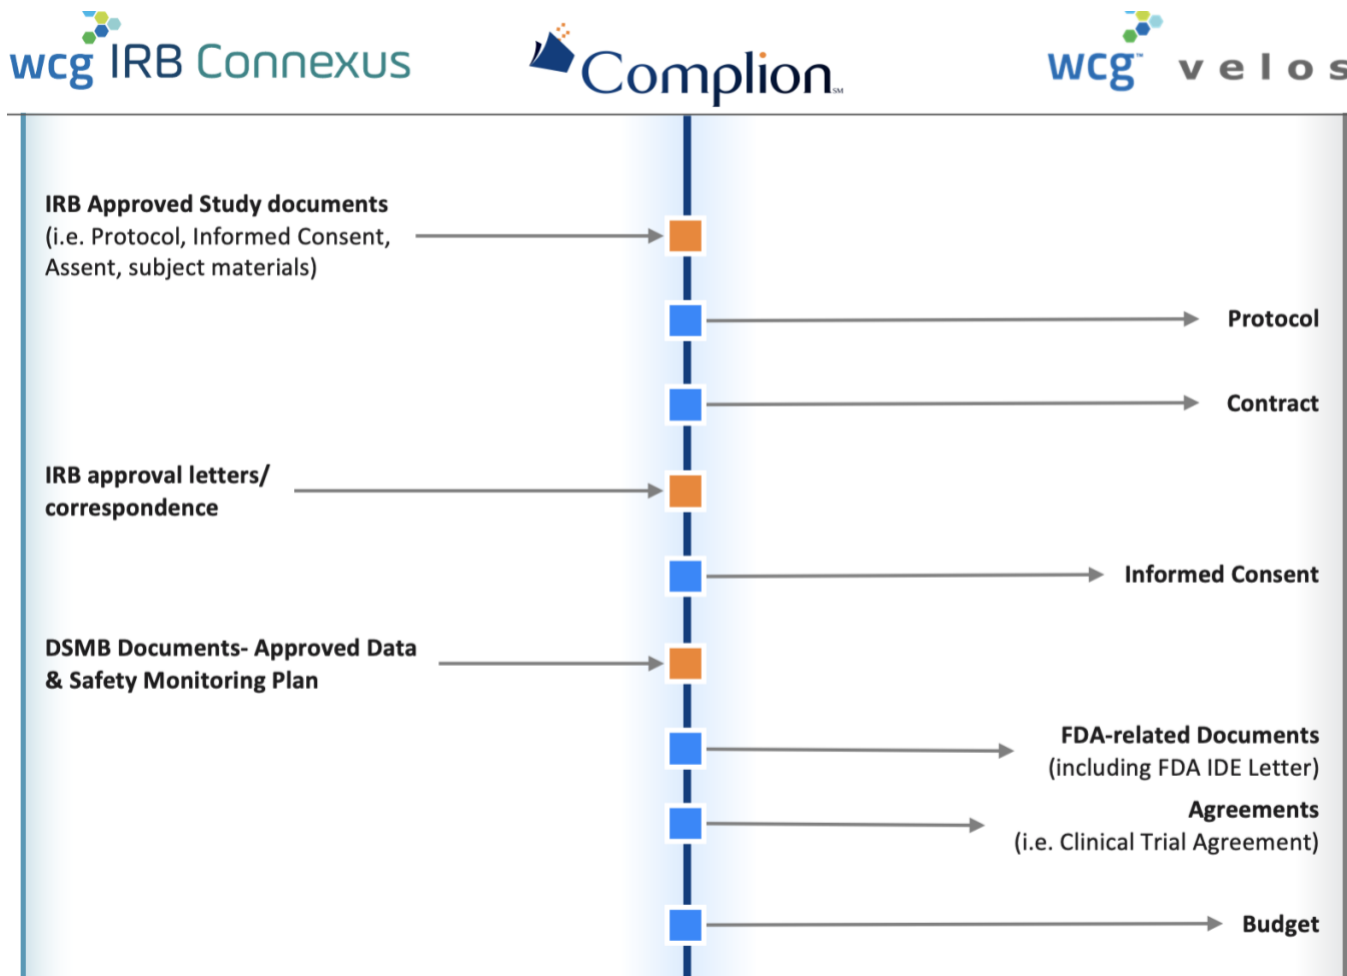 wcg IRB Connexus
Complion SM
wcg™ velos
IRB Approved Study documents
(i.e. Protocol, Informed Consent,
Assent, subject materials)
Protocol
Contract
IRB approval letters/
correspondence
Informed Consent
DSMB Documents- Approved Data
& Safety Monitoring Plan
FDA-related Documents
(including FDA IDE Letter)
Agreements
(i.e. Clinical Trial Agreement)
Budget